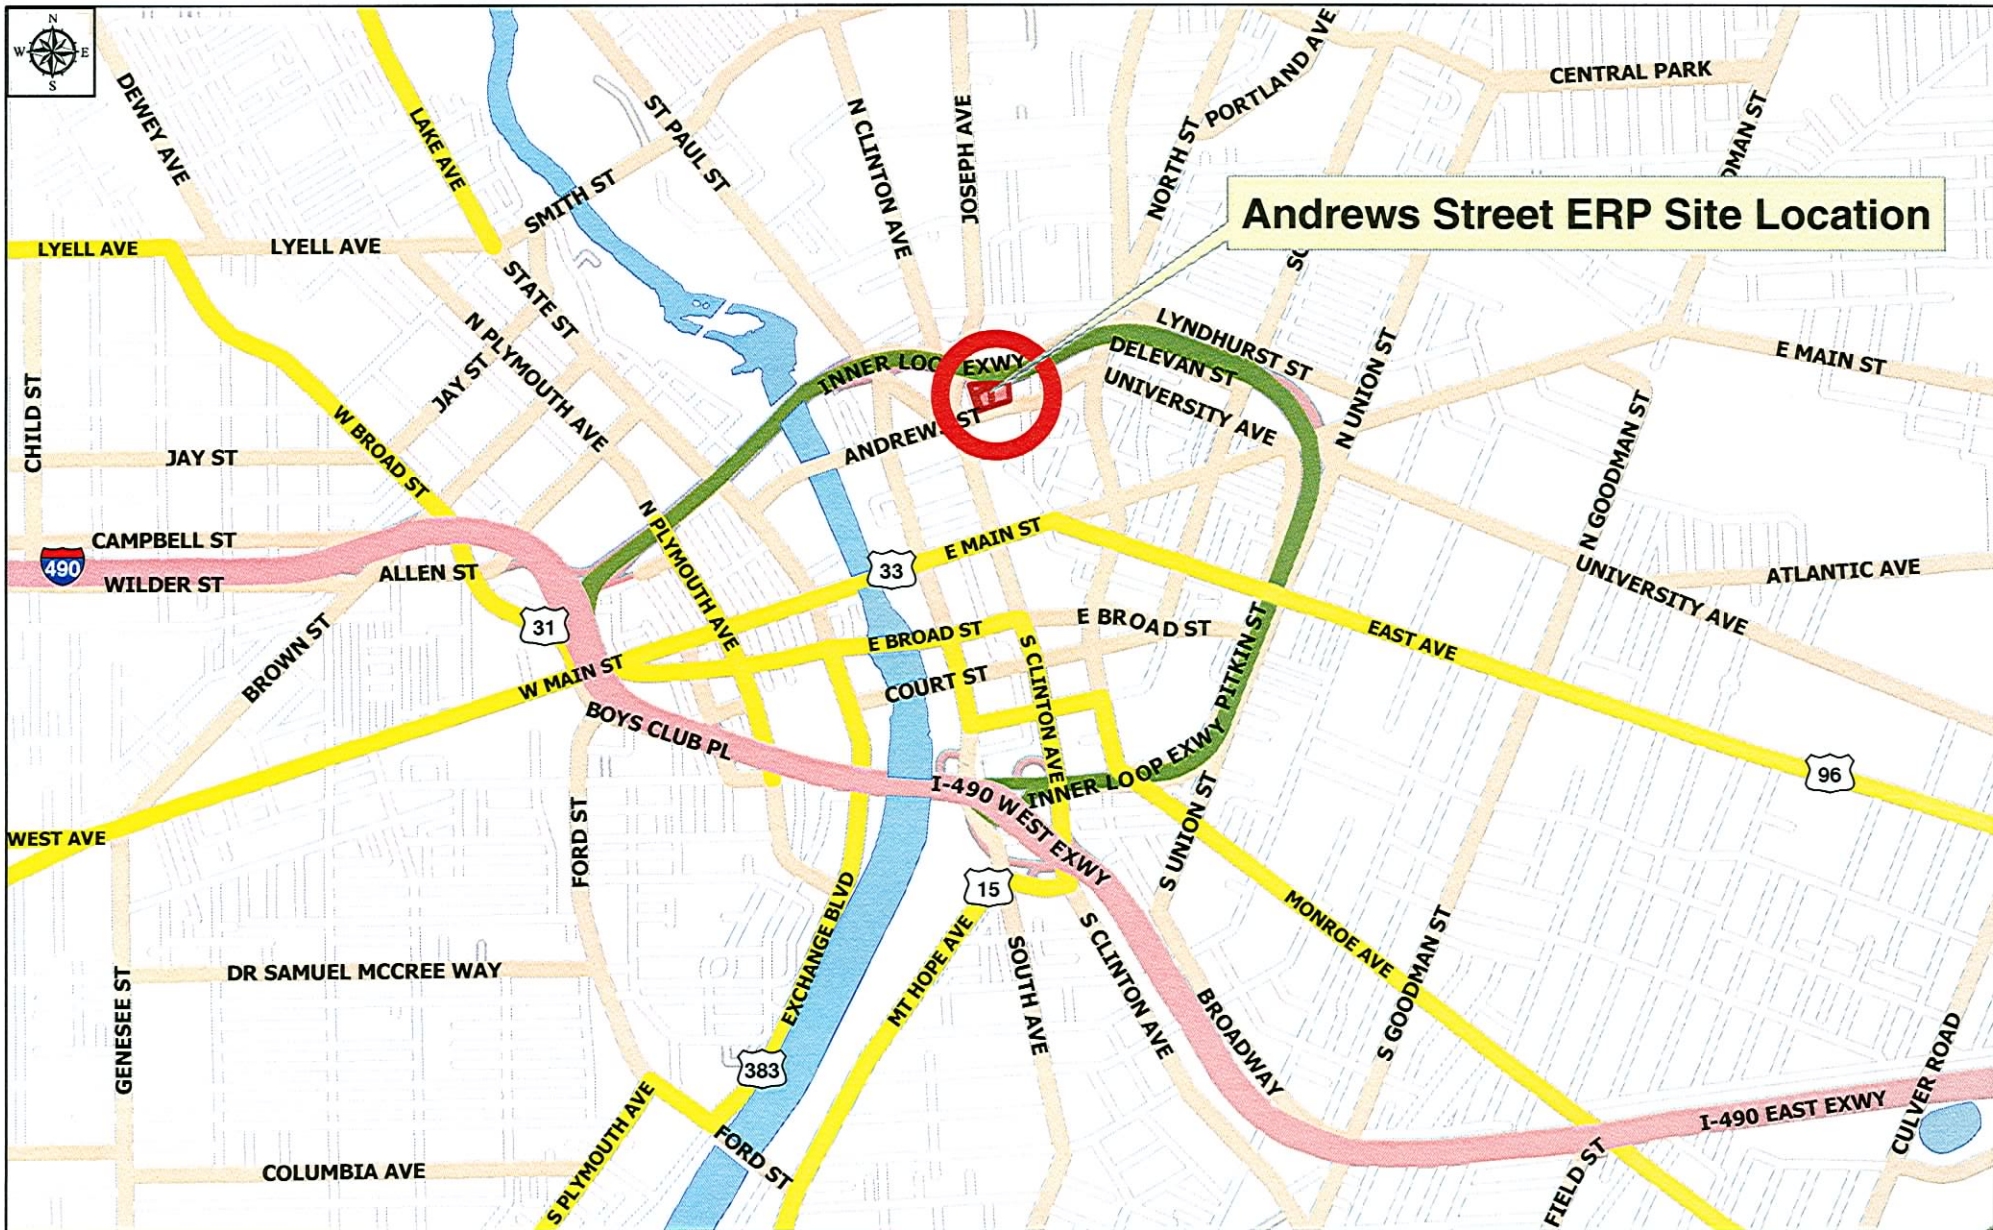 N
W E
S
DEWEY AVE
LAKE AVE
ST PAUL ST
N CLINTON AVE
JOSEPH AVE
NORTH ST
PORTLAND AVE
CENTRAL PARK
SMITH ST
Andrews Street ERP Site Location
LYELL AVE
LYELL AVE
STATE ST
N PLYMOUTH AVE
JAY ST
INNER LOO
EXWY
LYNDHURST ST
DELEVAN ST
UNIVERSITY AVE
N UNION ST
E MAIN ST
CHILD ST
W BROAD ST
JAY ST
ANDREWS ST
N GOODMAN ST
CAMPBELL ST
490
WILDER ST
ALLEN ST
N PLYMOUTH AVE
33
E MAIN ST
UNIVERSITY AVE
ATLANTIC AVE
31
BROWN ST
E BROAD ST
E BROAD ST
PITKIN ST
EAST AVE
W MAIN ST
COURT ST
S CLINTON AVE
BOYS CLUB PL
I-490 WEST EXWY
INNER LOOP EXWY
96
WEST AVE
FORD ST
S UNION ST
15
EXCHANGE BLVD
MT HOPE AVE
SOUTH AVE
S CLINTON AVE
MONROE AVE
S GOODMAN ST
DR SAMUEL MCCREE WAY
GENESEE ST
BROADWAY
383
S PLYMOUTH AVE
FORD ST
COLUMBIA AVE
I-490 EAST EXWY
CULVER ROAD
FIELD ST